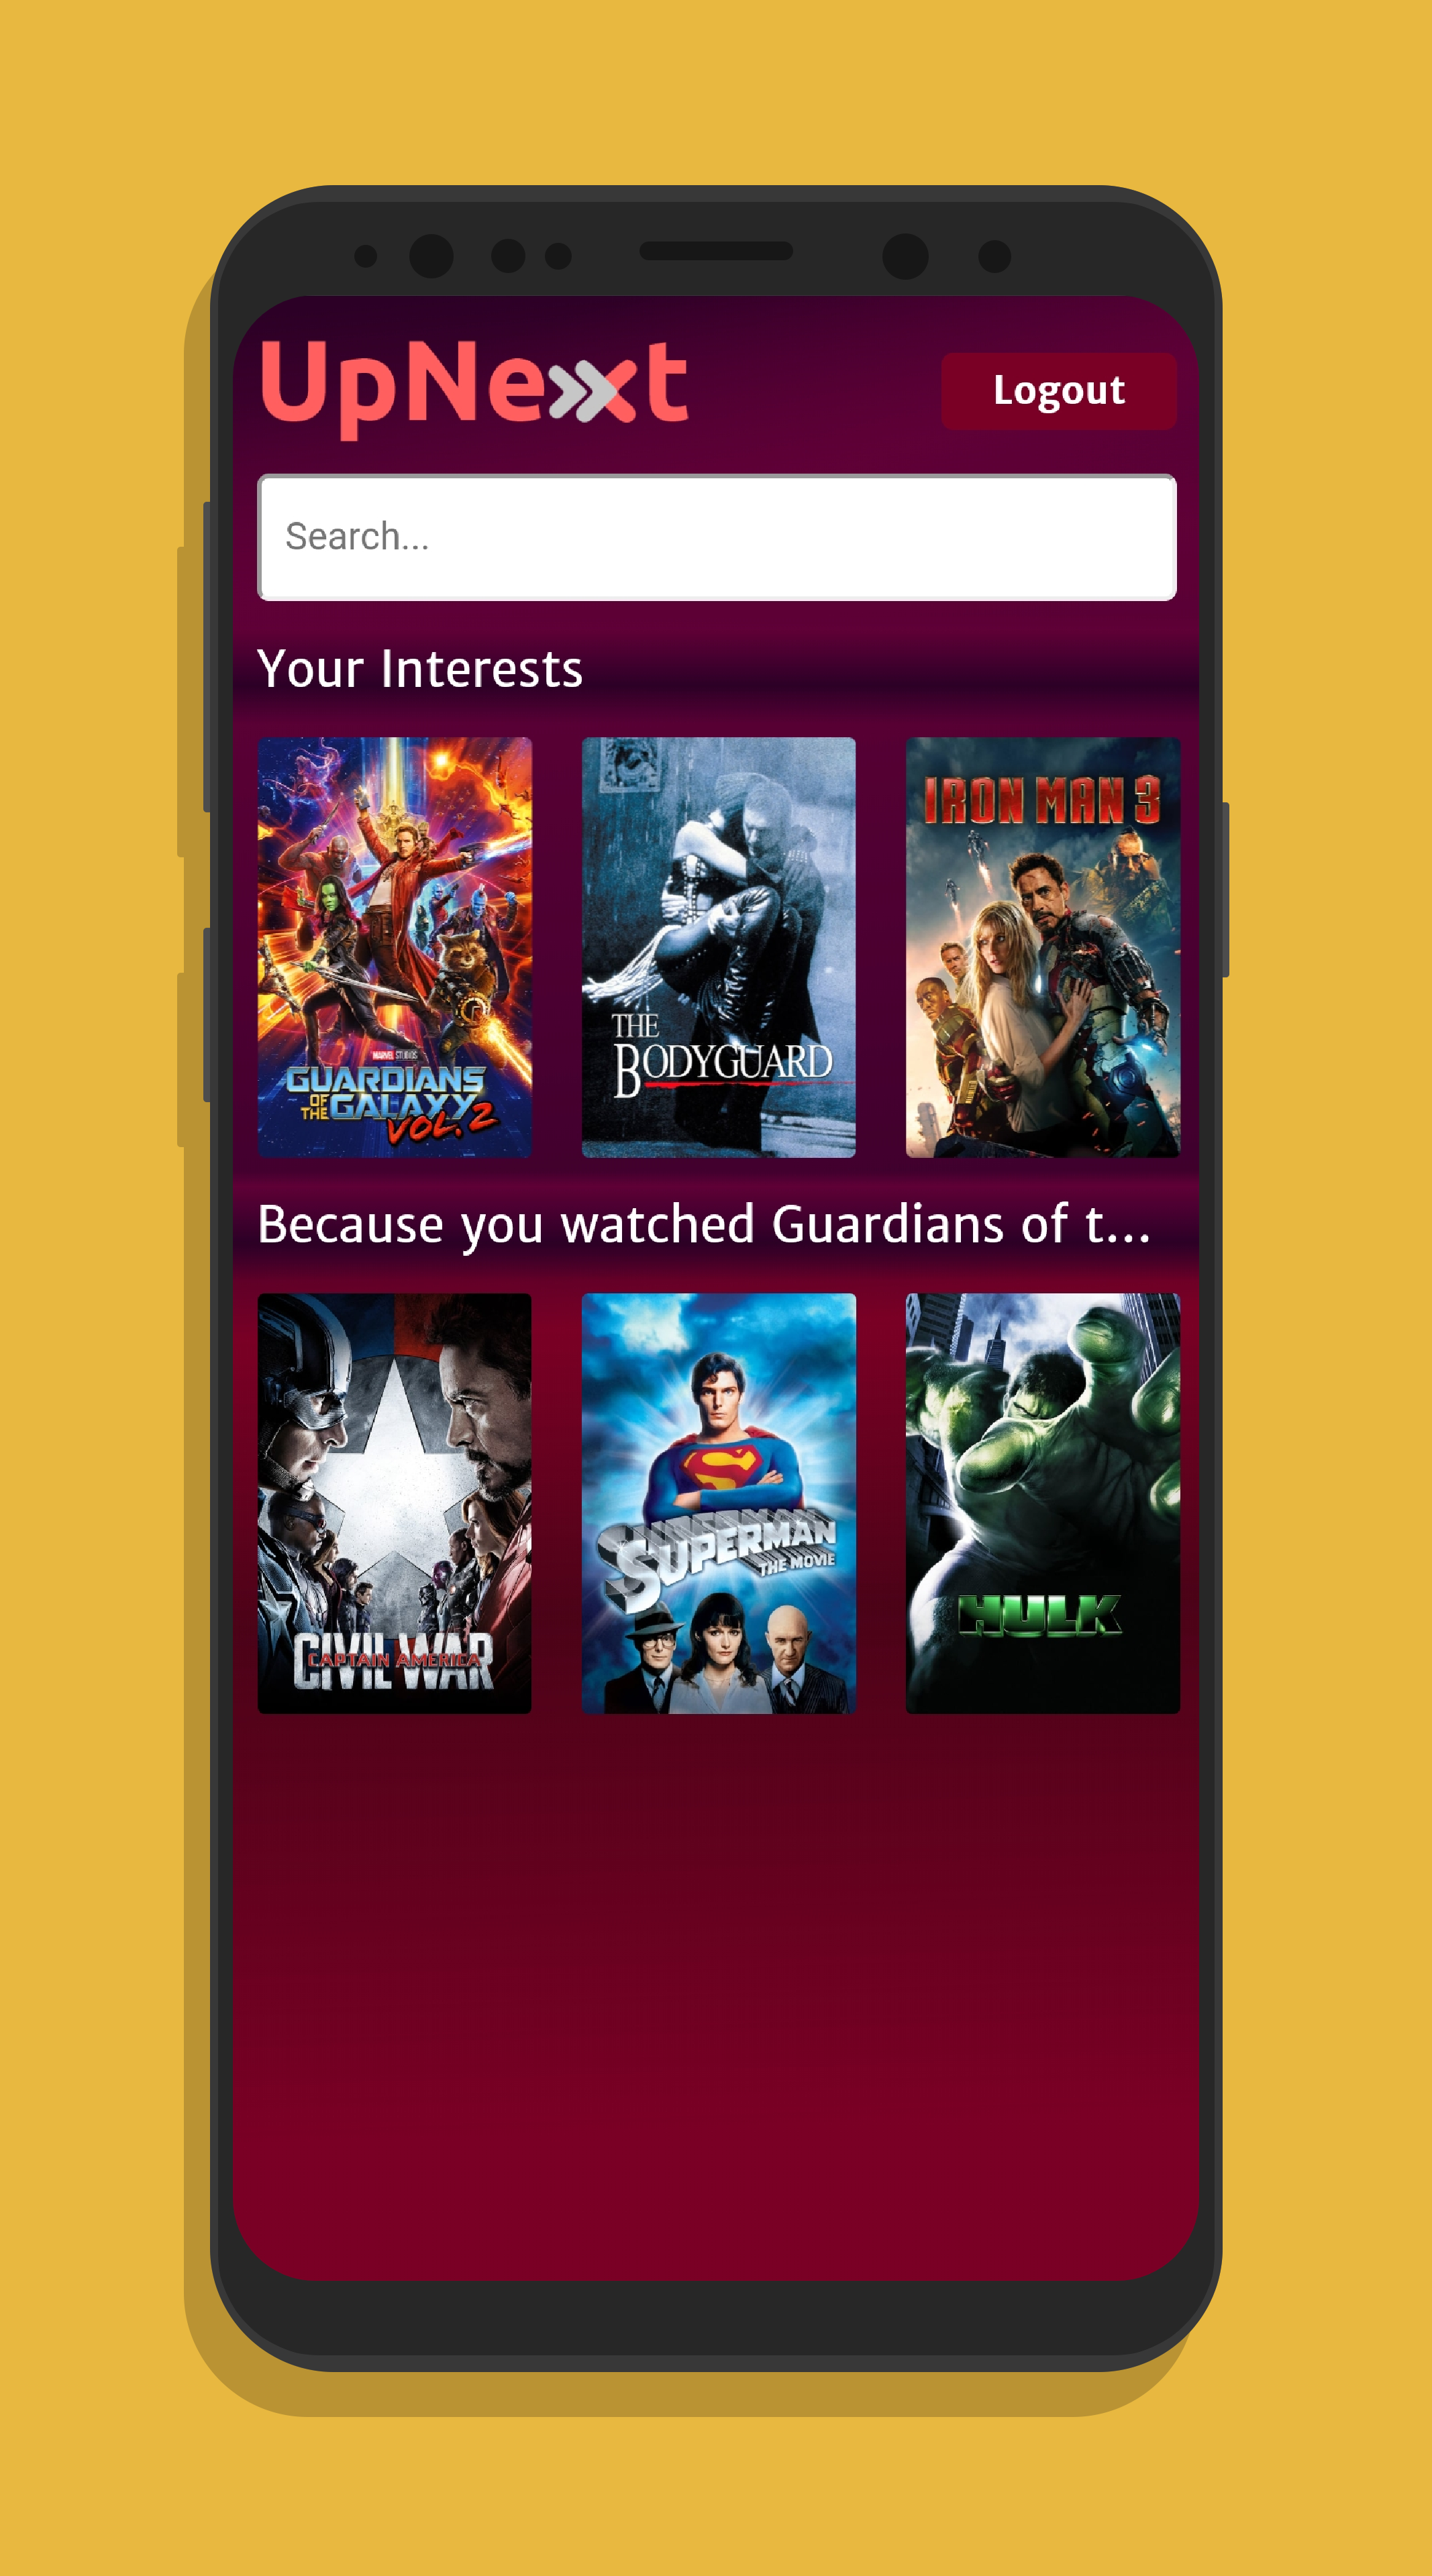 UpNext
Logout
Search...
Your Interests
MARVEL STUDIOS
GUARDIANS
OF THE GALAXY
VOL. 2
THE
BODYGUARD
IRON MAN 3
Because you watched Guardians of t...
CIVIL WAR
CAPTAIN AMERICA
SUPERMAN
THE MOVIE
HULK